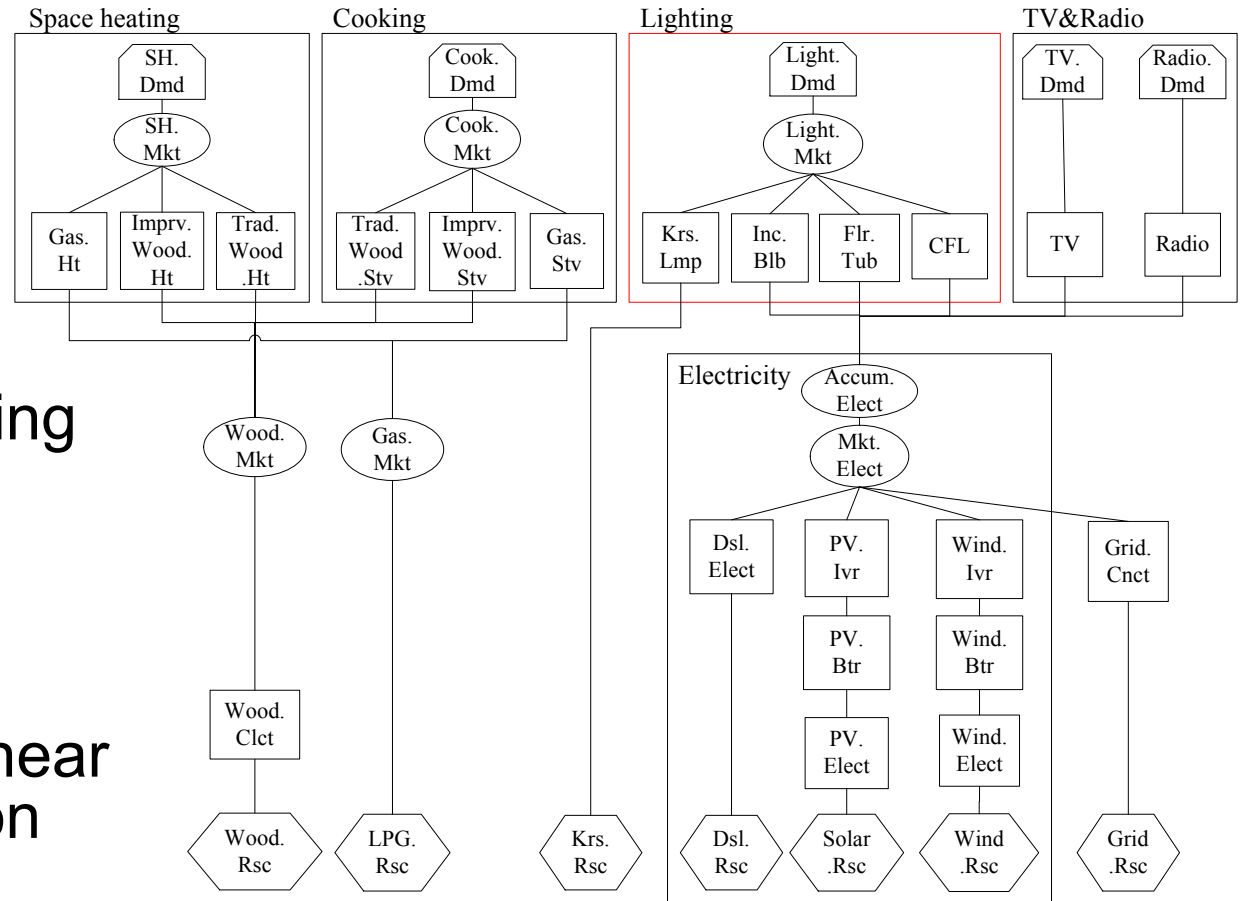 Space heating
Cooking
Lighting
TV&Radio
SH.
Dmd
Cook.
Dmd
Light.
Dmd
TV.
Dmd
Radio.
Dmd
SH.
Mkt
Cook.
Mkt
Light.
Mkt
Gas.
Ht
Imprv.
Wood.
Ht
Trad.
Wood
.Ht
Trad.
Wood
.Stv
Imprv.
Wood.
Stv
Gas.
Stv
Krs.
Lmp
Inc.
Blb
Flr.
Tub
CFL
TV
Radio
Electricity
Accum.
Elect
ing
Wood.
Mkt
Gas.
Mkt
Mkt.
Elect
Dsl.
Elect
PV.
Ivr
Wind.
Ivr
Grid.
Cnct
PV.
Btr
Wind.
Btr
Wood.
Clct
PV.
Elect
Wind.
Elect
near
on
Wood.
Rsc
LPG.
Rsc
Krs.
Rsc
Dsl.
Rsc
Solar
.Rsc
Wind
.Rsc
Grid
.Rsc